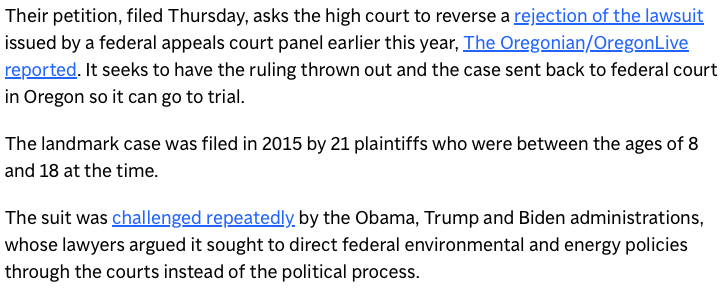 Their petition, filed Thursday, asks the high court to reverse a rejection of the lawsuit
issued by a federal appeals court panel earlier this year, The Oregonian/OregonLive
reported. It seeks to have the ruling thrown out and the case sent back to federal court
in Oregon so it can go to trial.
The landmark case was filed in 2015 by 21 plaintiffs who were between the ages of 8
and 18 at the time.
The suit was challenged repeatedly by the Obama, Trump and Biden administrations,
whose lawyers argued it sought to direct federal environmental and energy policies
through the courts instead of the political process.